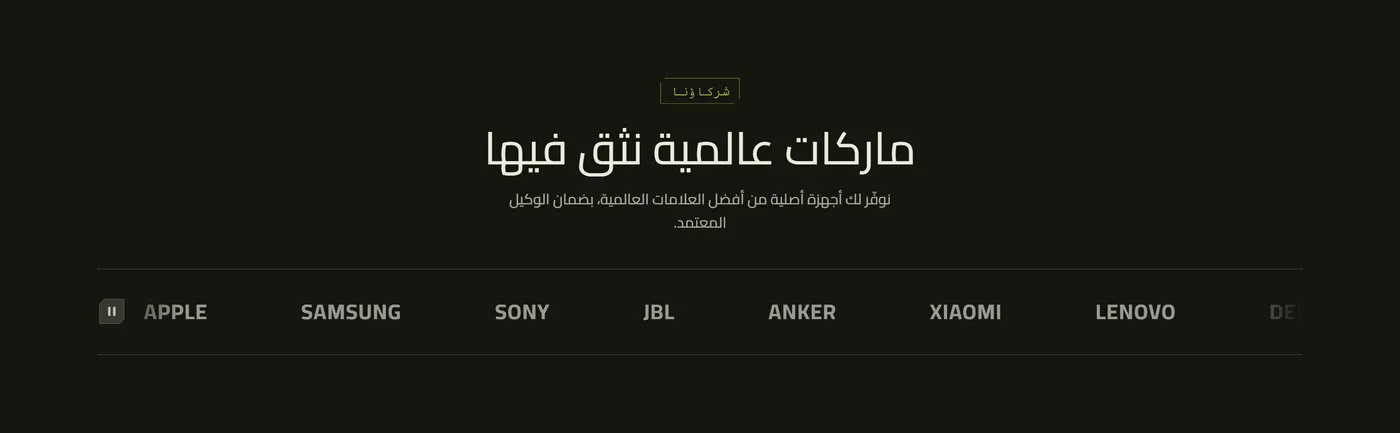 شركاؤنا
ماركات عالمية نثق فيها
نوفّر لك أجهزة أصلية من أفضل العلامات العالمية، بضمان الوكيل
المعتمد.
APPLE SAMSUNG SONY JBL ANKER XIAOMI LENOVO